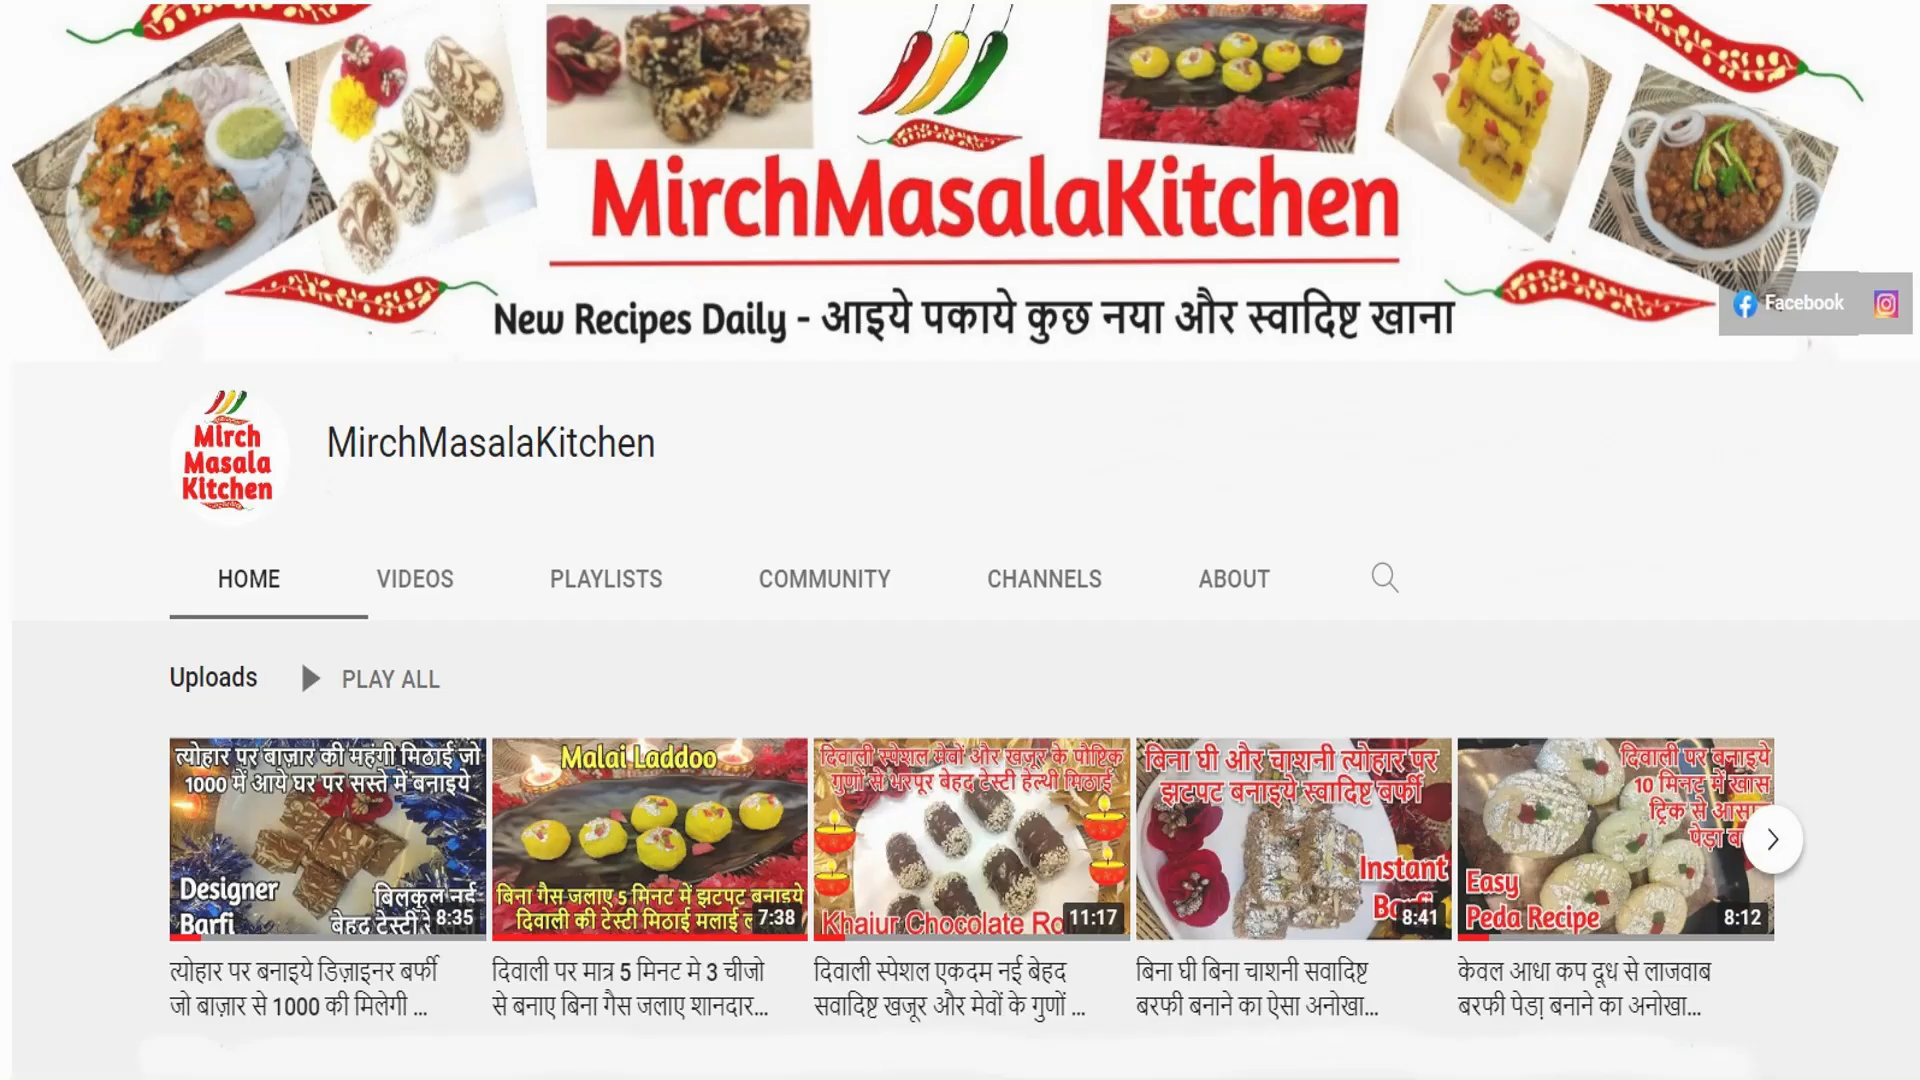 MirchMasalaKitchen
New Recipes Daily - आइये पकाये कुछ नया और स्वादिष्ट खाना
Facebook
Mirch
Masala
Kitchen
MirchMasalaKitchen
HOME VIDEOS PLAYLISTS COMMUNITY CHANNELS ABOUT
Uploads PLAY ALL
त्योहार पर बाज़ार की महंगी मिठाई जो
1000 में आये घर पर सस्ते में बनाइये
Designer
Barfi
बिलकुल नई
बेहद टेस्टी
8:35
Malai Laddoo
बिना गैस जलाए 5 मिनट में झटपट बनाइये
दिवाली की टेस्टी मिठाई मलाई
7:38
दिवाली स्पेशल मेवों और खजूर के पौष्टिक
गुणों से भरपूर बेहद टेस्टी हेल्थी मिठाई
Khajur Chocolate Ro
11:17
बिना घी और चाशनी त्योहार पर
झटपट बनाइये स्वादिष्ट बर्फी
Instant
8:41
दिवाली पर बनाइये
10 मिनट में खास
ट्रिक से
पेड़ा
Easy
Peda Recipe
8:12
त्योहार पर बनाइये डिज़ाइनर बर्फी
जो बाज़ार से 1000 की मिलेगी ...
दिवाली पर मात्र 5 मिनट मे 3 चीजो
से बनाए बिना गैस जलाए शानदार...
दिवाली स्पेशल एकदम नई बेहद
सवादिष्ट खजूर और मेवों के गुणों ...
बिना घी बिना चाशनी सवादिष्ट
बरफी बनाने का ऐसा अनोखा...
केवल आधा कप दूध से लाजवाब
बरफी पेडा़ बनाने का अनोखा...